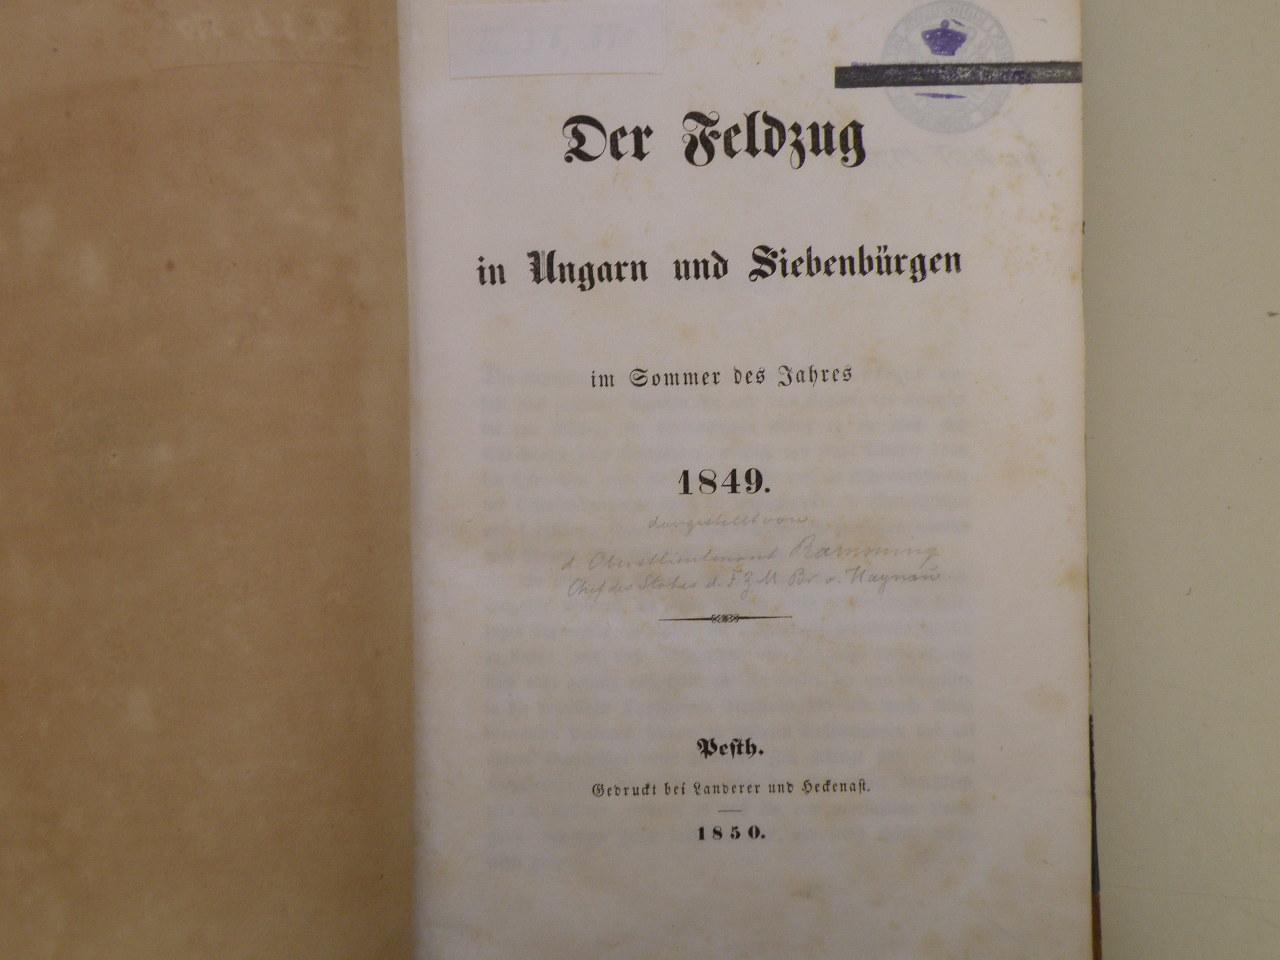 Der Feldzug
in Ungarn und Siebenbürgen
im Sommer des Jahres
1849.
dargestellt von
d. Oberstlieutenant Ramming
Chef des Stabes d. F Z M Br. v. Haynau
Pesth.
Gedruckt bei Landerer und Heckenast.
1850.